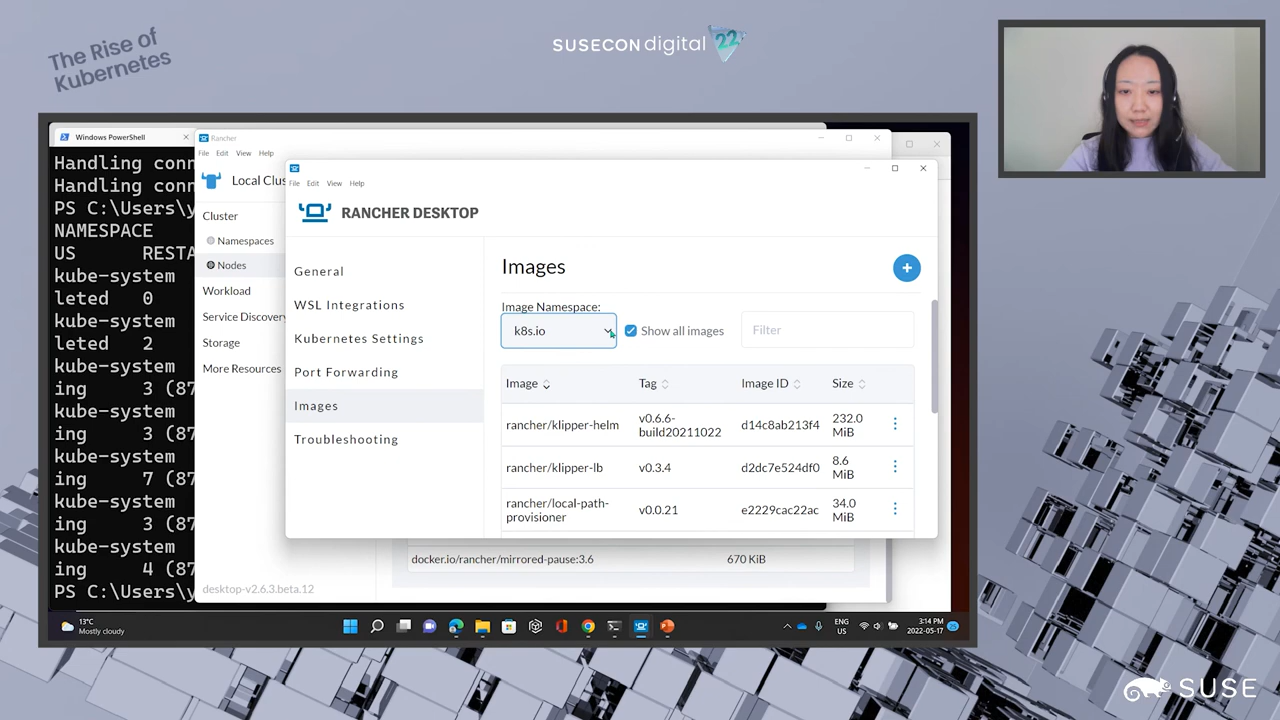 The Rise of
Kubernetes
SUSECON digital 22
Windows PowerShell
Handling conn
Handling conn
PS C:\Users\y
NAMESPACE
US RESTA
kube-system
leted 0
kube-system
leted 2
kube-system
ing 3 (87
kube-system
ing 3 (87
kube-system
ing 7 (87
kube-system
ing 3 (87
kube-system
ing 4 (87
PS C:\Users\y
Rancher
File Edit View Help
Local Clus
Cluster
Namespaces
Nodes
Workload
Service Discovery
Storage
More Resources
desktop-v2.6.3.beta.12
File Edit View Help
RANCHER DESKTOP
General
WSL Integrations
Kubernetes Settings
Port Forwarding
Images
Troubleshooting
Images
Image Namespace:
k8s.io
Show all images
Filter
Image Tag Image ID Size
rancher/klipper-helm v0.6.6-build20211022 d14c8ab213f4 232.0 MiB
rancher/klipper-lb v0.3.4 d2dc7e524df0 8.6 MiB
rancher/local-path-provisioner v0.0.21 e2229cac22ac 34.0 MiB
docker.io/rancher/mirrored-pause:3.6 670 KiB
13°C
Mostly cloudy
ENG
US
3:14 PM
2022-05-17
SUSE